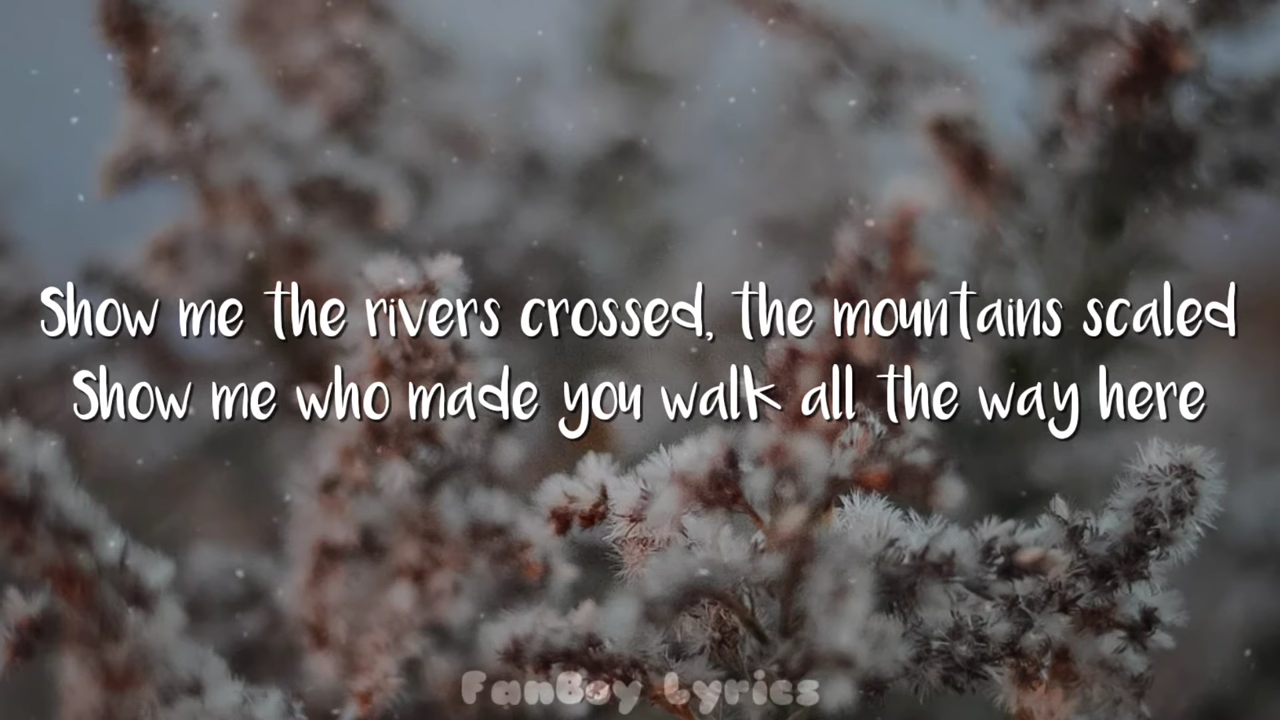 Show me the rivers crossed, the mountains scaled
Show me who made you walk all the way here
FanBoy Lyrics